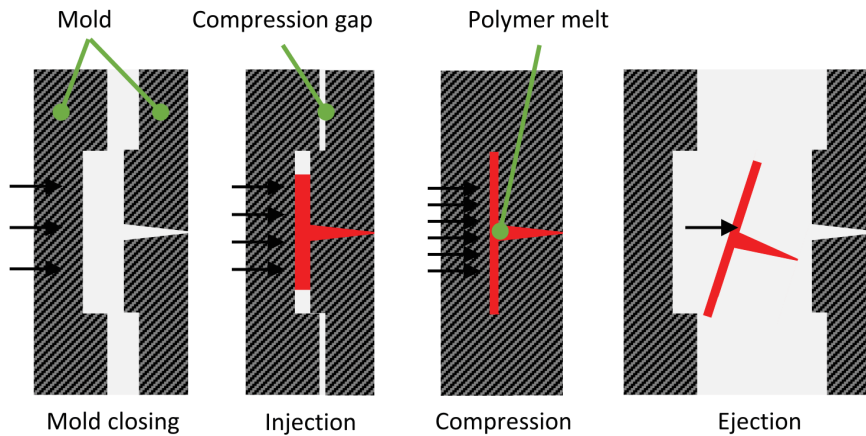 Mold
Compression gap
Polymer melt
Mold closing
Injection
Compression
Ejection